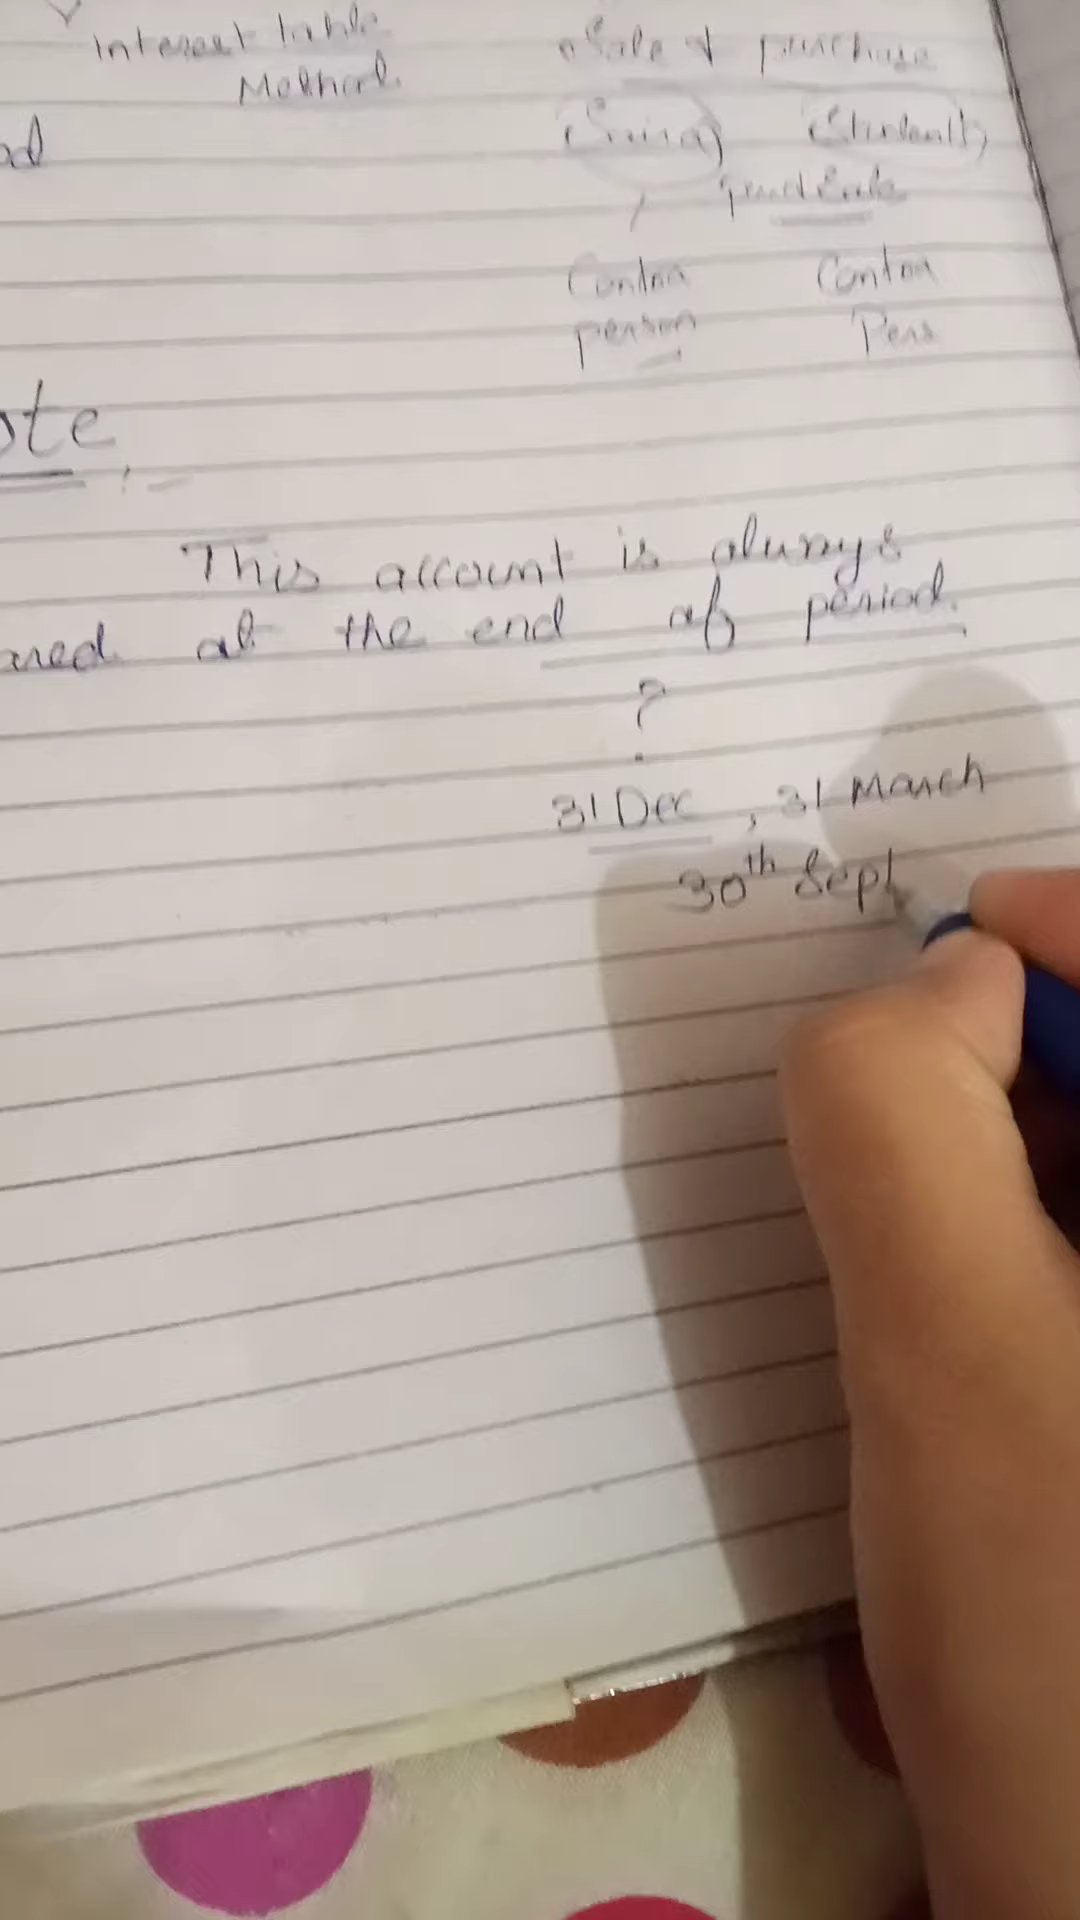 Interest table
Method.
Sale & purchase
od
Contra Contra
person Pers
ote :-
This account is always
ared at the end of period.
?
31 Dec, 31 March
30th Sept